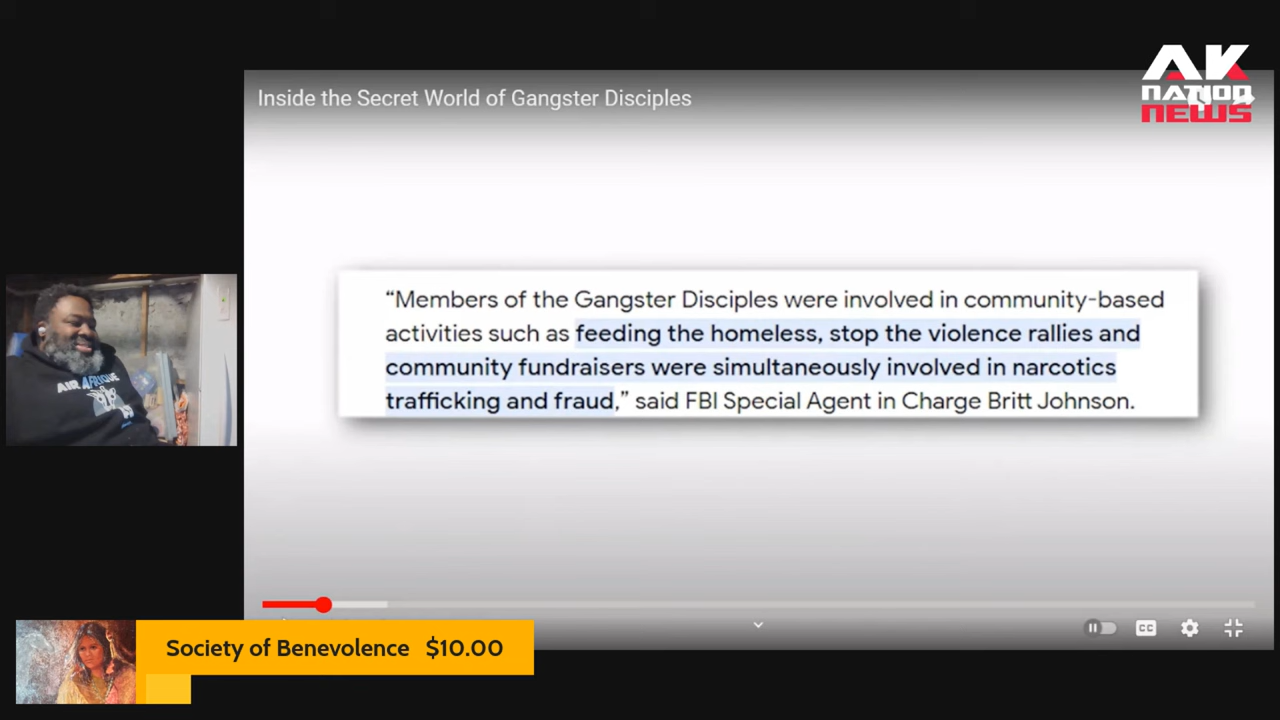 AK
NATION
NEWS
Inside the Secret World of Gangster Disciples
“Members of the Gangster Disciples were involved in community-based
activities such as feeding the homeless, stop the violence rallies and
community fundraisers were simultaneously involved in narcotics
trafficking and fraud,” said FBI Special Agent in Charge Britt Johnson.
AIR AFRIQUE
CC
Society of Benevolence $10.00